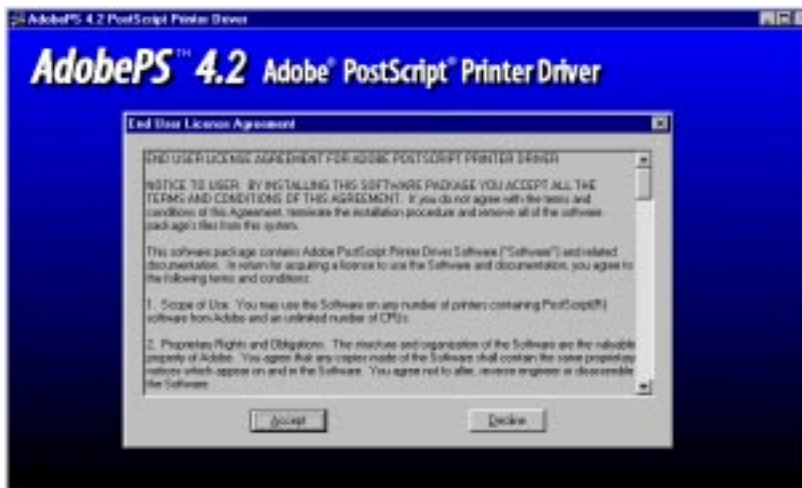 AdobePS 4.2 PostScript Printer Driver
AdobePS™ 4.2 Adobe® PostScript® Printer Driver
End User License Agreement
END USER LICENSE AGREEMENT FOR ADOBE POSTSCRIPT PRINTER DRIVER
NOTICE TO USER: BY INSTALLING THIS SOFTWARE PACKAGE YOU ACCEPT ALL THE
TERMS AND CONDITIONS OF THIS AGREEMENT. If you do not agree with the terms and
conditions of this Agreement, terminate the installation procedure and remove all of the software
package's files from this system.
This software package contains Adobe PostScript Printer Driver Software ("Software") and related
documentation. In return for acquiring a license to use the Software and documentation, you agree to
the following terms and conditions:
1. Scope of Use. You may use the Software on any number of printers containing PostScript(R)
software from Adobe and an unlimited number of CPUs.
2. Proprietary Rights and Obligations. The structure and organization of the Software are the valuable
property of Adobe. You agree that any copies made of the Software shall contain the same proprietary
notices which appear on and in the Software. You agree not to alter, reverse engineer or disassemble
the Software.
Accept
Decline